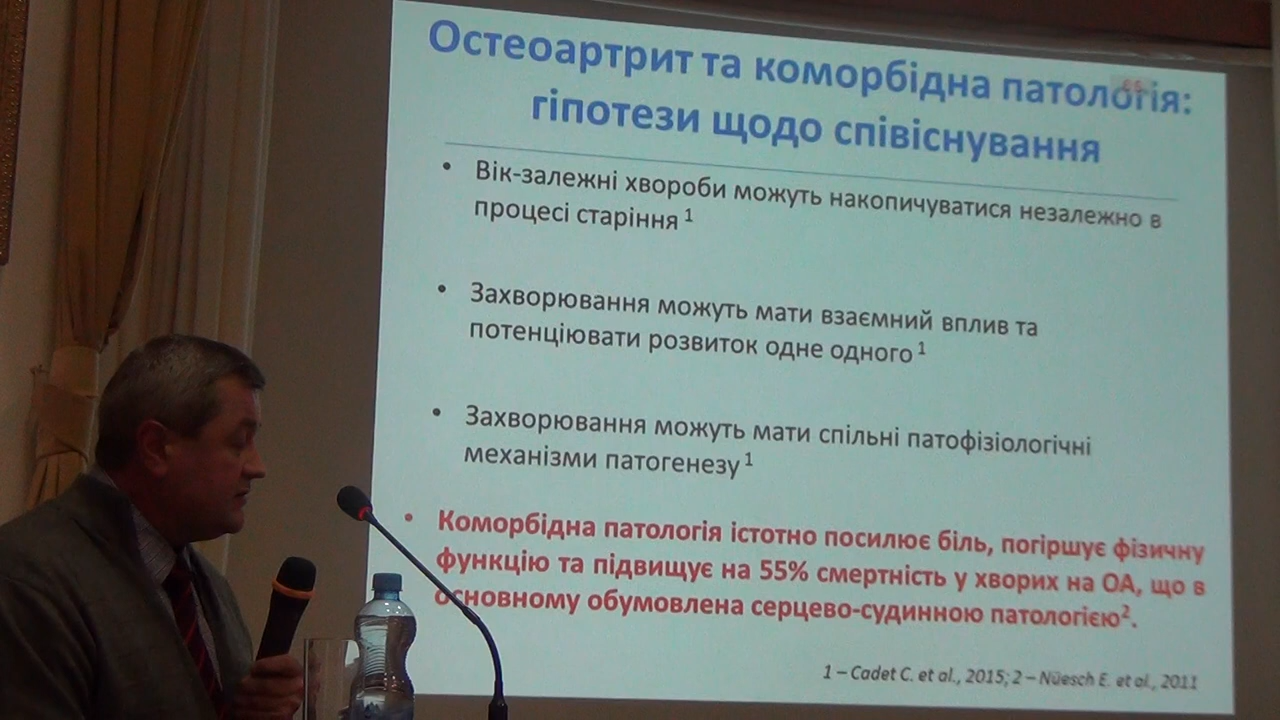 Остеоартрит та коморбідна патологія:
гіпотези щодо співіснування
• Вік-залежні хвороби можуть накопичуватися незалежно в
процесі старіння 1
• Захворювання можуть мати взаємний вплив та
потенціювати розвиток одне одного 1
• Захворювання можуть мати спільні патофізіологічні
механізми патогенезу 1
• Коморбідна патологія істотно посилює біль, погіршує фізичну
функцію та підвищує на 55% смертність у хворих на ОА, що в
основному обумовлена серцево-судинною патологією2.
1 – Cadet C. et al., 2015; 2 – Nüesch E. et al., 2011